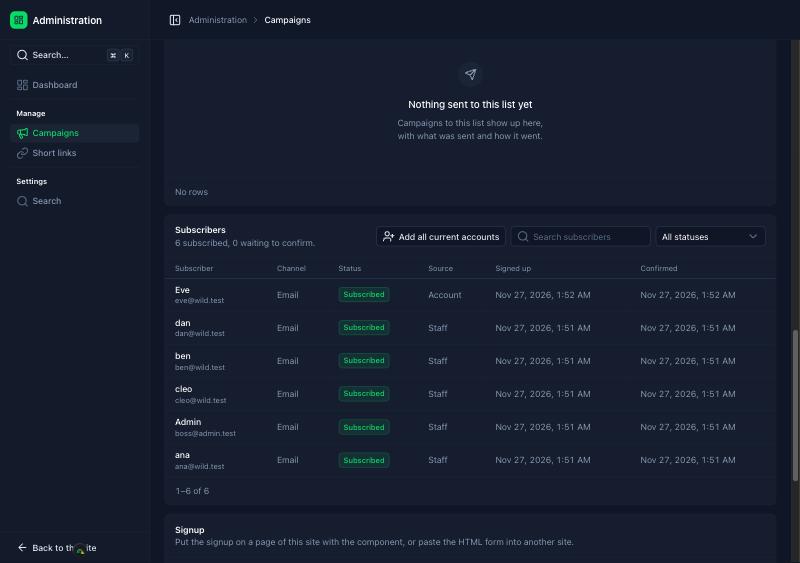 Administration
Administration > Campaigns
Search...
⌘ K
Dashboard
Manage
Campaigns
Short links
Settings
Search
Nothing sent to this list yet
Campaigns to this list show up here,
with what was sent and how it went.
No rows
Subscribers
6 subscribed, 0 waiting to confirm.
Add all current accounts
Search subscribers
All statuses
Subscriber Channel Status Source Signed up Confirmed
Eve
eve@wild.test
Email Subscribed Account Nov 27, 2026, 1:52 AM Nov 27, 2026, 1:52 AM
dan
dan@wild.test
Email Subscribed Staff Nov 27, 2026, 1:51 AM Nov 27, 2026, 1:51 AM
ben
ben@wild.test
Email Subscribed Staff Nov 27, 2026, 1:51 AM Nov 27, 2026, 1:51 AM
cleo
cleo@wild.test
Email Subscribed Staff Nov 27, 2026, 1:51 AM Nov 27, 2026, 1:51 AM
Admin
boss@admin.test
Email Subscribed Staff Nov 27, 2026, 1:51 AM Nov 27, 2026, 1:51 AM
ana
ana@wild.test
Email Subscribed Staff Nov 27, 2026, 1:51 AM Nov 27, 2026, 1:51 AM
1–6 of 6
Signup
Put the signup on a page of this site with the component, or paste the HTML form into another site.
Back to